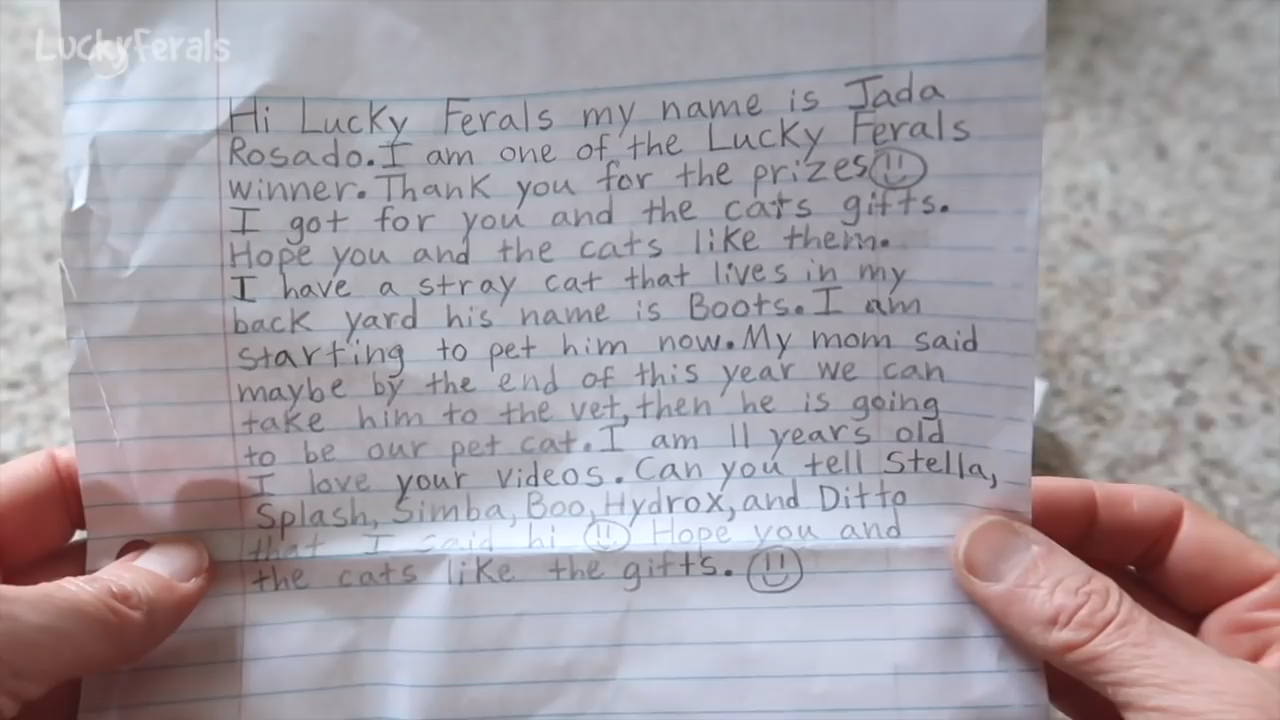 LuckyFerals
Hi Lucky Ferals my name is Jada
Rosado. I am one of the Lucky Ferals
winner. Thank you for the prizes
I got for you and the cats gifts.
Hope you and the cats like them.
I have a stray cat that lives in my
back yard his name is Boots. I am
starting to pet him now. My mom said
maybe by the end of this year we can
take him to the vet, then he is going
to be our pet cat. I am 11 years old
I love your videos. Can you tell Stella,
Splash, Simba, Boo, Hydrox, and Ditto
that I said hi Hope you and
the cats like the gifts.